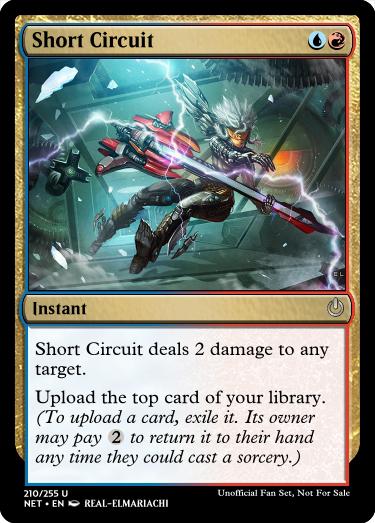 Short Circuit
Instant
Short Circuit deals 2 damage to any
target.
Upload the top card of your library.
(To upload a card, exile it. Its owner
may pay 2 to return it to their hand
any time they could cast a sorcery.)
210/255 U
NET • EN REAL-ELMARIACHI
Unofficial Fan Set, Not For Sale
EL